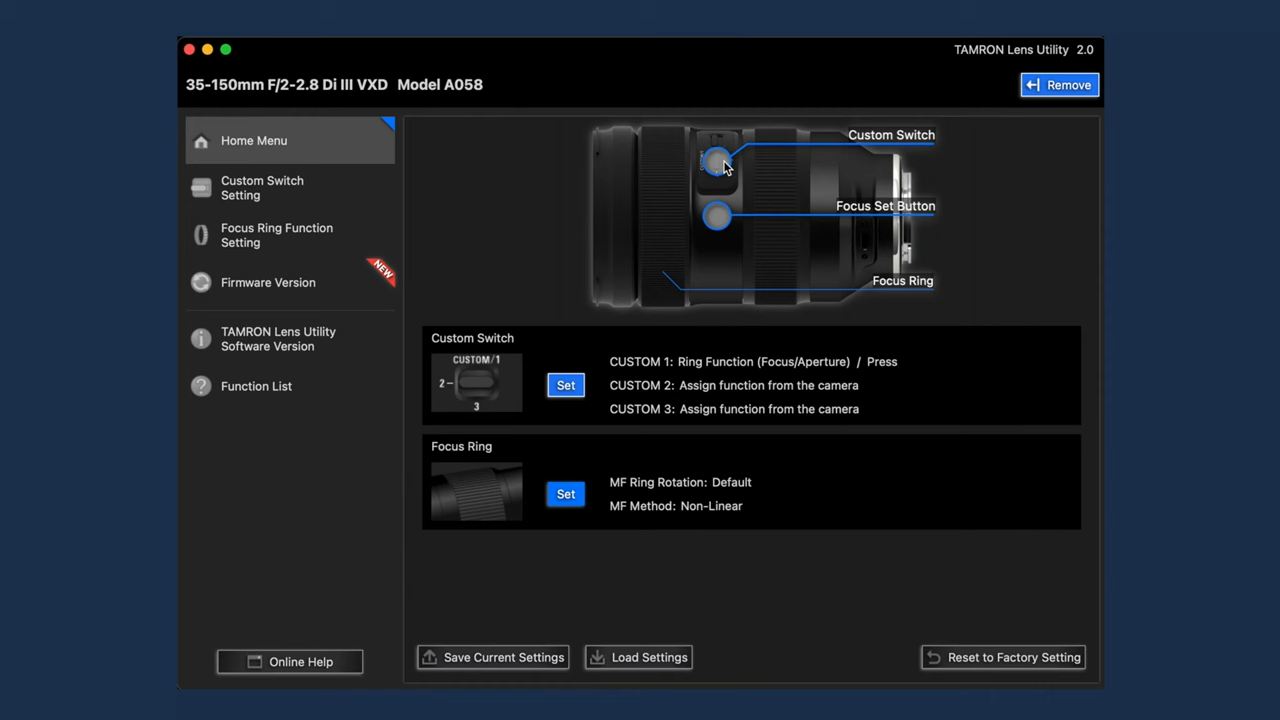 TAMRON Lens Utility 2.0
35-150mm F/2-2.8 Di III VXD Model A058
Remove
Home Menu
Custom Switch
Setting
Focus Ring Function
Setting
NEW
Firmware Version
TAMRON Lens Utility
Software Version
Function List
Online Help
Custom Switch
Focus Set Button
Focus Ring
Custom Switch
CUSTOM/1
2
3
Set
CUSTOM 1: Ring Function (Focus/Aperture) / Press
CUSTOM 2: Assign function from the camera
CUSTOM 3: Assign function from the camera
Focus Ring
Set
MF Ring Rotation: Default
MF Method: Non-Linear
Save Current Settings
Load Settings
Reset to Factory Setting